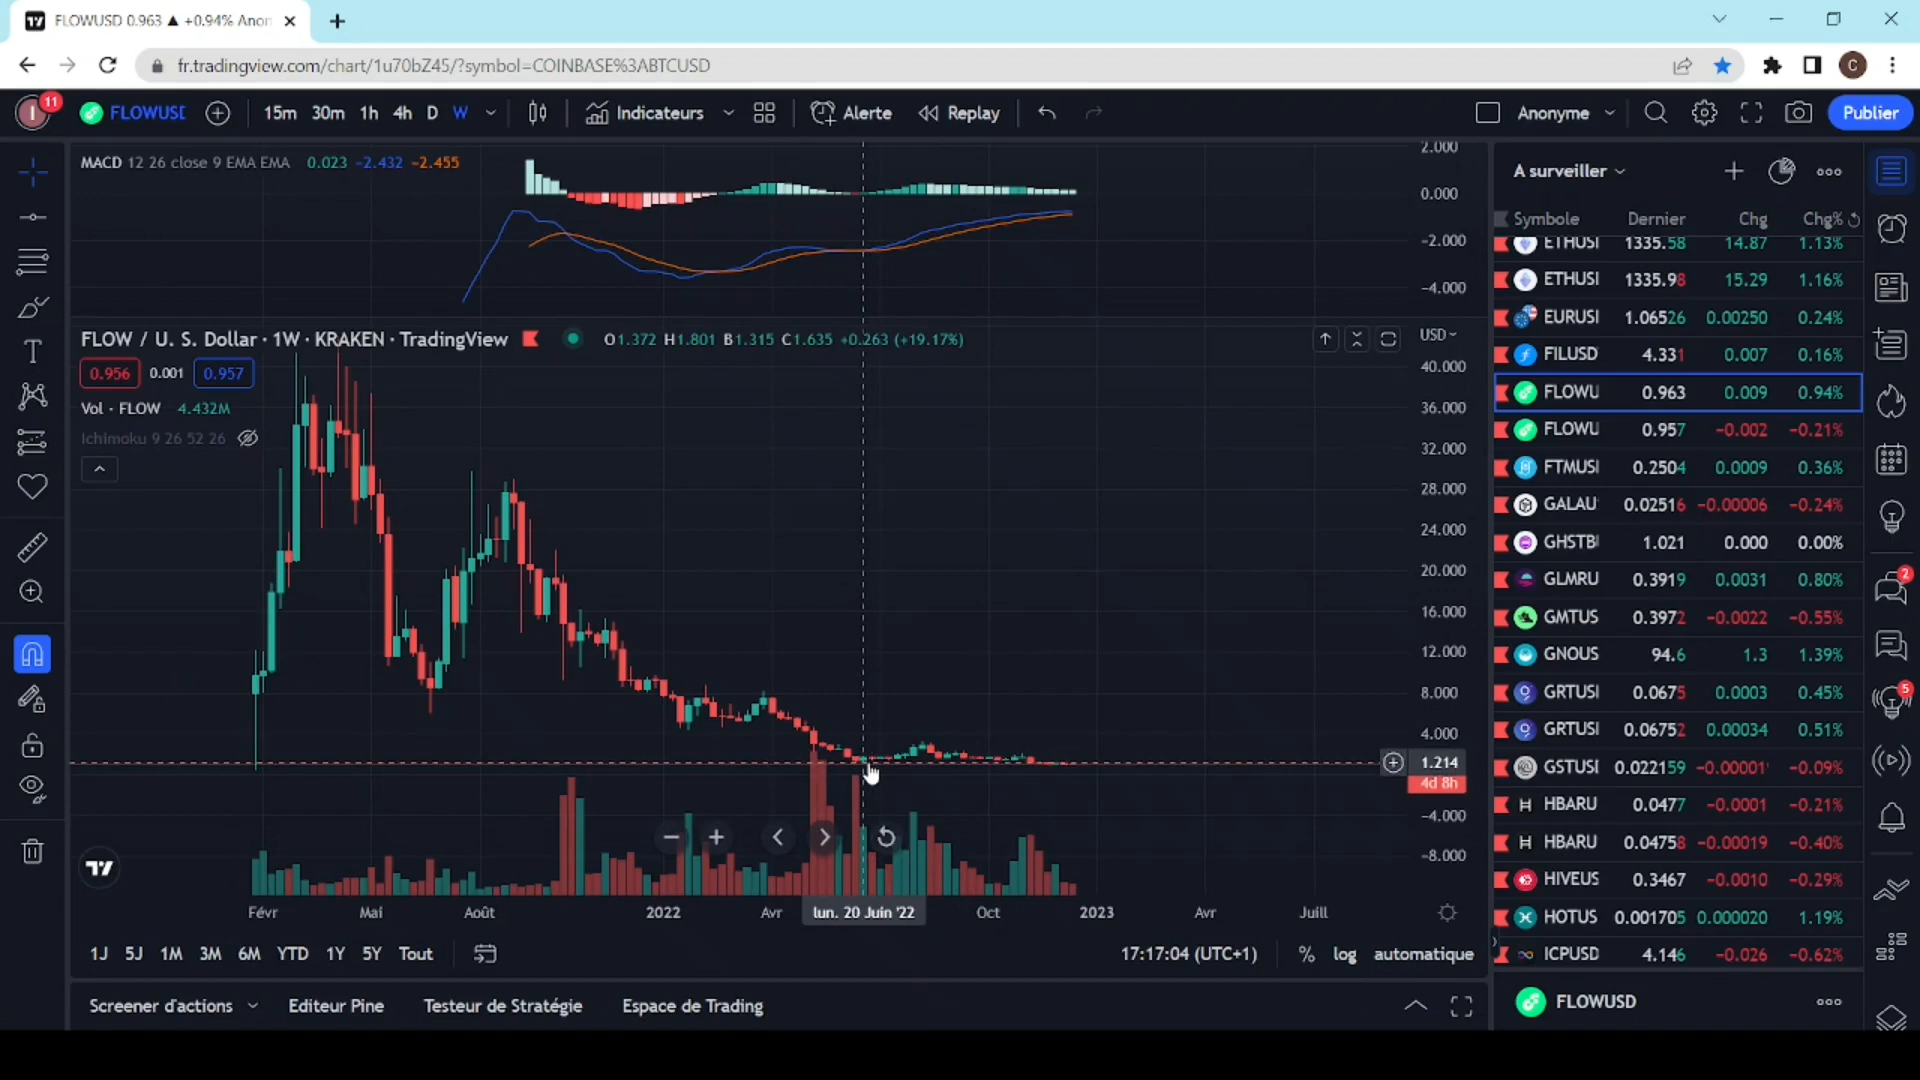 FLOWUSD 0.963 ▲ +0.94% Anon
fr.tradingview.com/chart/1u70bZ45/?symbol=COINBASE%3ABTCUSD
C
I
11
FLOWUSD
15m 30m 1h 4h D W
Indicateurs
Alerte
Replay
Anonyme
Publier
MACD 12 26 close 9 EMA EMA 0.023 −2.432 −2.455
2.000
0.000
−2.000
−4.000
FLOW / U. S. Dollar · 1W · KRAKEN · TradingView
O1.372 H1.801 B1.315 C1.635 +0.263 (+19.17%)
USD
0.956 0.001 0.957
Vol · FLOW 4.432M
Ichimoku 9 26 52 26
40.000
36.000
32.000
28.000
24.000
20.000
16.000
12.000
8.000
4.000
1.214
4d 8h
−4.000
−8.000
Févr Mai Août 2022 Avr lun. 20 Juin '22 Oct 2023 Avr Juill
1J 5J 1M 3M 6M YTD 1Y 5Y Tout
17:17:04 (UTC+1) % log automatique
Screener d'actions Editeur Pine Testeur de Stratégie Espace de Trading
A surveiller
Symbole Dernier Chg Chg%
ETHUSI 1335.58 14.87 1.13%
ETHUSI 1335.98 15.29 1.16%
EURUSI 1.06526 0.00250 0.24%
FILUSD 4.331 0.007 0.16%
FLOWU 0.963 0.009 0.94%
FLOWU 0.957 −0.002 −0.21%
FTMUSI 0.2504 0.0009 0.36%
GALAU 0.02516 −0.00006 −0.24%
GHSTB 1.021 0.000 0.00%
GLMRU 0.3919 0.0031 0.80%
GMTUS 0.3972 −0.0022 −0.55%
GNOUS 94.6 1.3 1.39%
GRTUSI 0.0675 0.0003 0.45%
GRTUSI 0.06752 0.00034 0.51%
GSTUSI 0.022159 −0.00001 −0.09%
HBARU 0.0477 −0.0001 −0.21%
HBARU 0.04758 −0.00019 −0.40%
HIVEUS 0.3467 −0.0010 −0.29%
HOTUS 0.001705 0.000020 1.19%
ICPUSD 4.146 −0.026 −0.62%
FLOWUSD
2
5